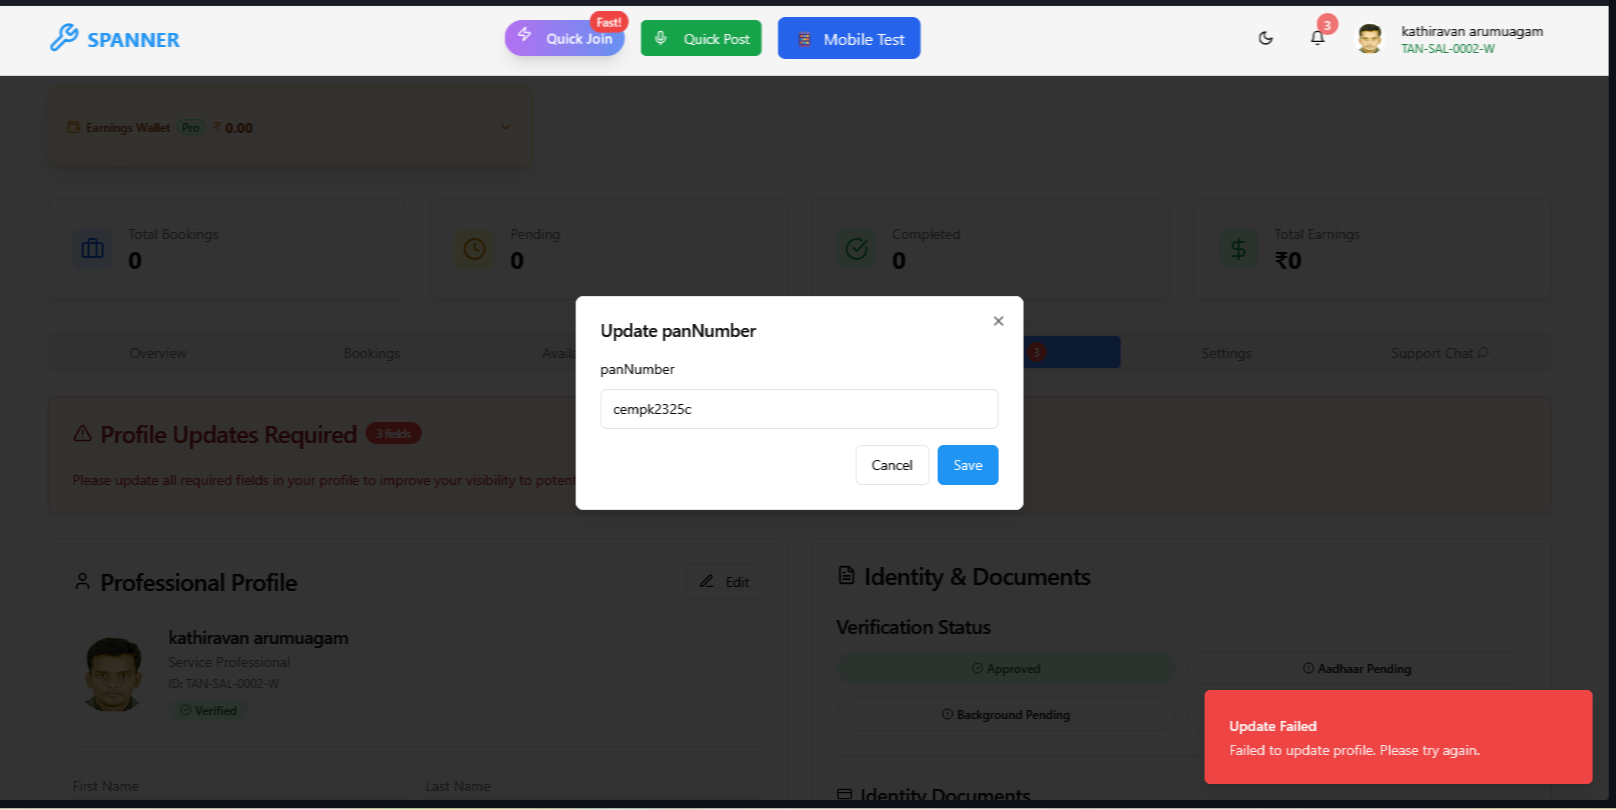 SPANNER
Quick Join
Fast!
Quick Post
Mobile Test
3
kathiravan arumuagam
TAN-SAL-0002-W
Earnings Wallet Pro ₹ 0.00
Total Bookings
0
Pending
0
Completed
0
Total Earnings
₹0
Overview
Bookings
Availa
3
Settings
Support Chat
Update panNumber
panNumber
cempk2325c
Cancel
Save
Profile Updates Required 3 fields
Please update all required fields in your profile to improve your visibility to potent
Professional Profile
Edit
kathiravan arumuagam
Service Professional
ID: TAN-SAL-0002-W
Verified
First Name
Last Name
Identity & Documents
Verification Status
Approved
Aadhaar Pending
Background Pending
Identity Documents
Update Failed
Failed to update profile. Please try again.